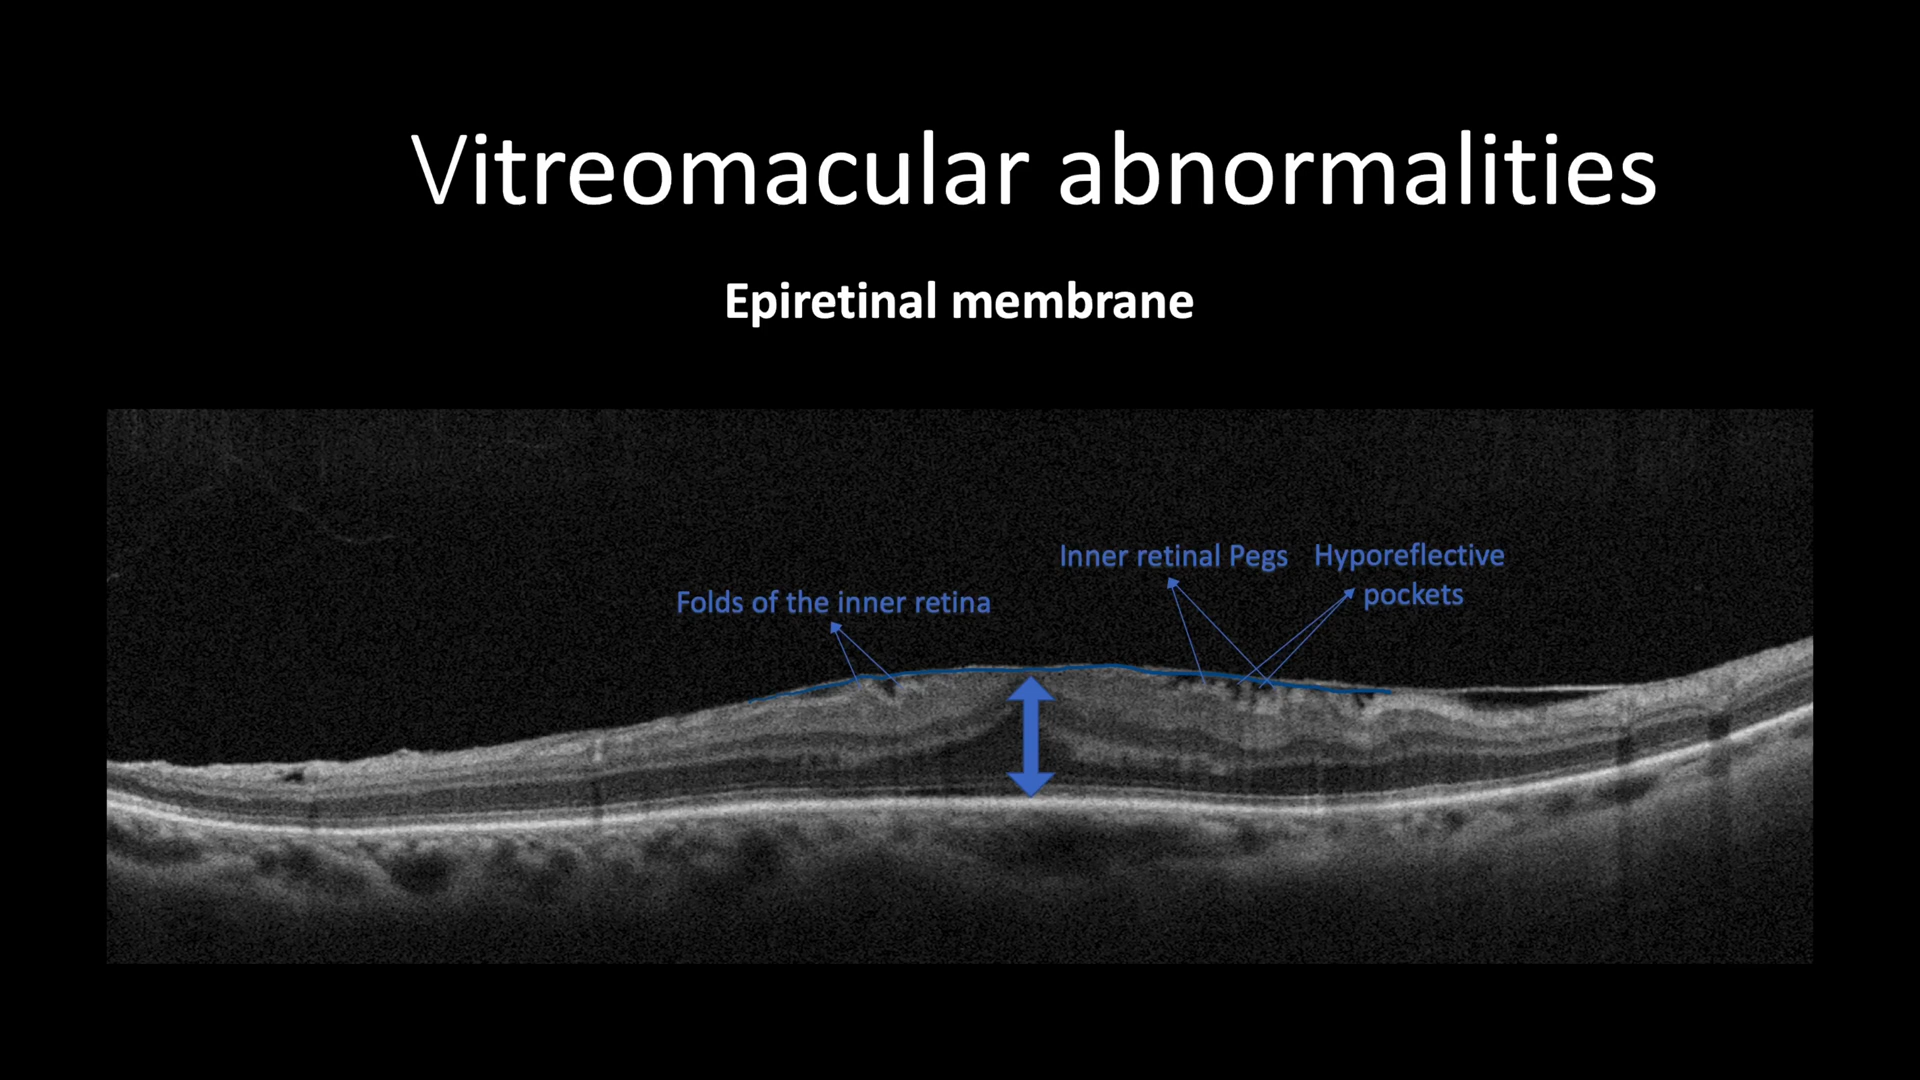 Vitreomacular abnormalities
Epiretinal membrane
Inner retinal Pegs
Hyporeflective
pockets
Folds of the inner retina